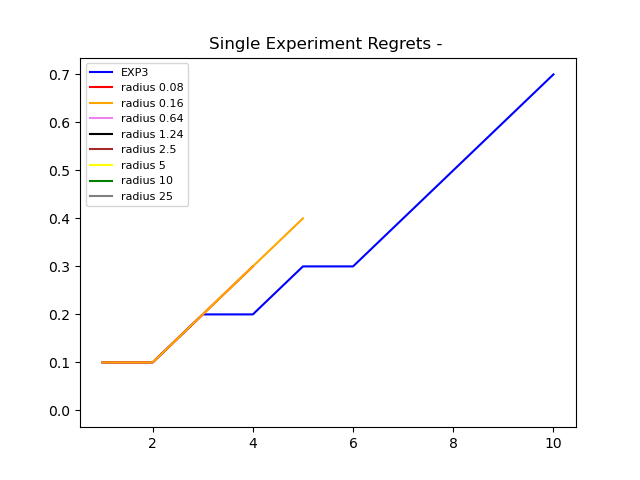 Single Experiment Regrets -
EXP3
radius 0.08
radius 0.16
radius 0.64
radius 1.24
radius 2.5
radius 5
radius 10
radius 25
0.7
0.6
0.5
0.4
0.3
0.2
0.1
0.0
2 4 6 8 10